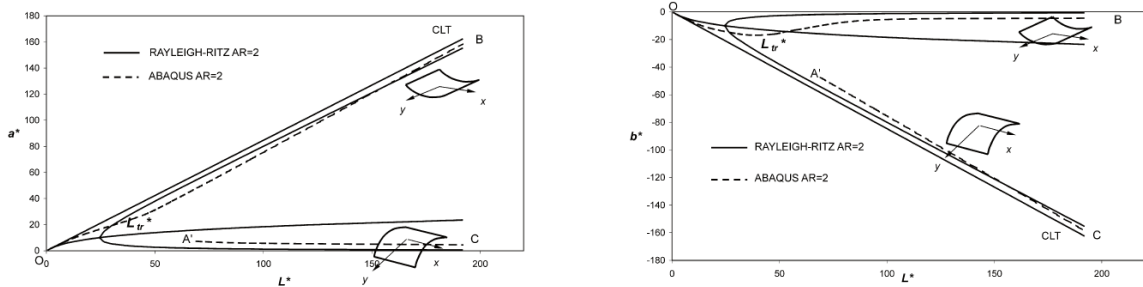 180
160
140
120
100
80
60
40
20
0
a*
O
0
50
100
150
200
L*
RAYLEIGH-RITZ AR=2
ABAQUS AR=2
CLT
B
y
x
Ltr*
A'
C
y
x
O
0
-20
-40
-60
-80
-100
-120
-140
-160
-180
b*
0
50
100
150
200
L*
Ltr*
B
y
x
A'
y
x
RAYLEIGH-RITZ AR=2
ABAQUS AR=2
CLT
C